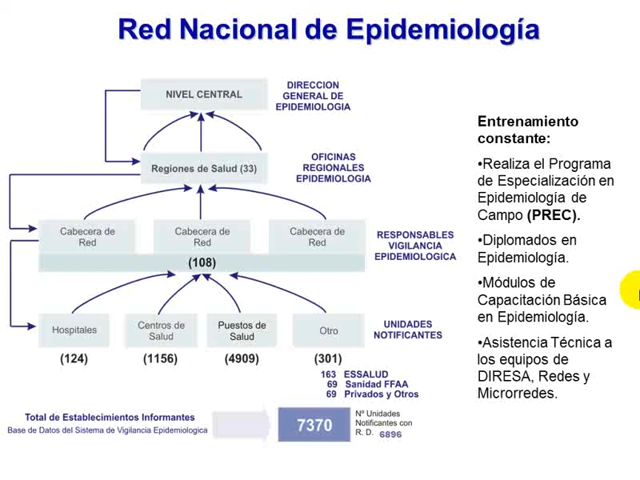 Red Nacional de Epidemiología
NIVEL CENTRAL
DIRECCION
GENERAL DE
EPIDEMIOLOGIA
Regiones de Salud (33)
OFICINAS
REGIONALES
EPIDEMIOLOGIA
Cabecera de
Red
Cabecera de
Red
Cabecera de
Red
(108)
RESPONSABLES
VIGILANCIA
EPIDEMIOLOGICA
Hospitales
Centros de
Salud
Puestos de
Salud
Otro
UNIDADES
NOTIFICANTES
(124)
(1156)
(4909)
(301)
163 ESSALUD
69 Sanidad FFAA
69 Privados y Otros
Total de Establecimientos Informantes
Base de Datos del Sistema de Vigilancia Epidemiologica
7370
Nº Unidades
Notificantes con
R. D. 6896
Entrenamiento
constante:
•Realiza el Programa
de Especialización en
Epidemiología de
Campo (PREC).
•Diplomados en
Epidemiología.
•Módulos de
Capacitación Básica
en Epidemiología.
•Asistencia Técnica a
los equipos de
DIRESA, Redes y
Microrredes.